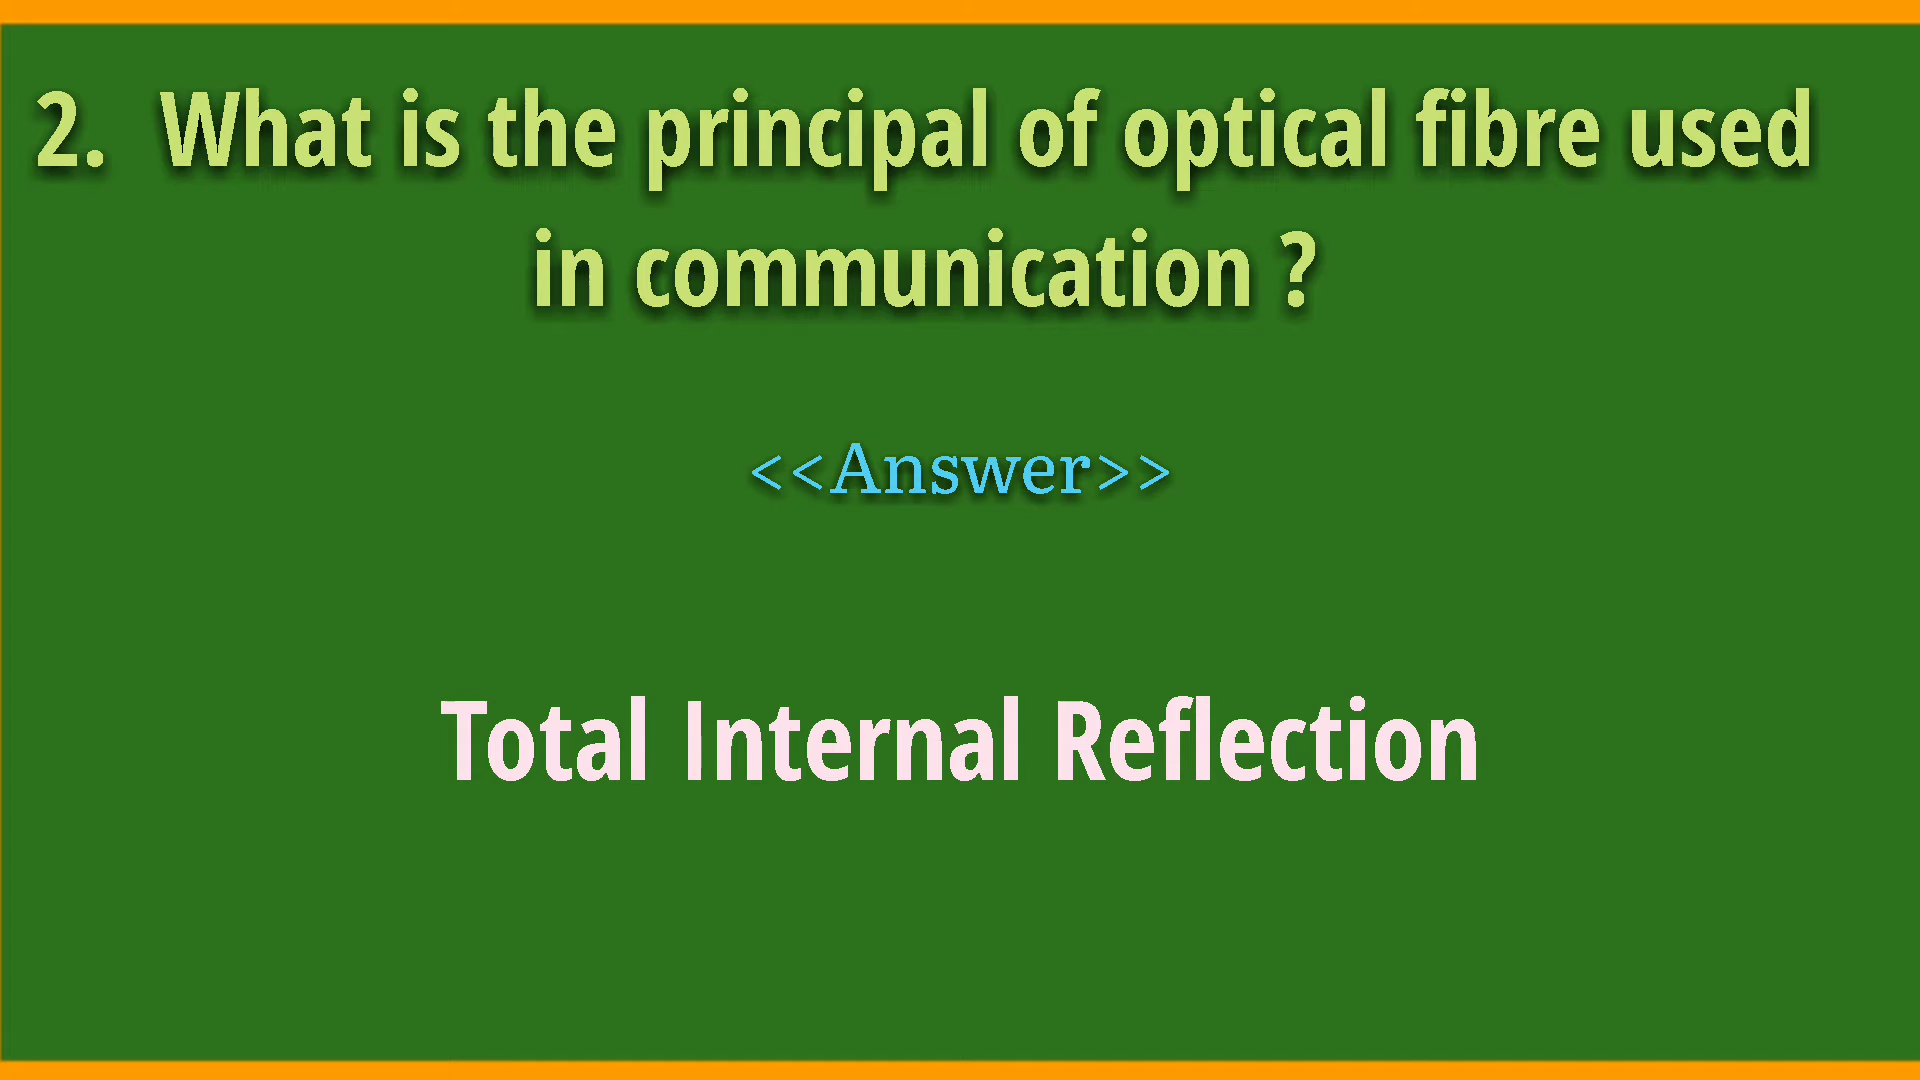 2. What is the principal of optical fibre used
in communication ?
<<Answer>>
Total Internal Reflection